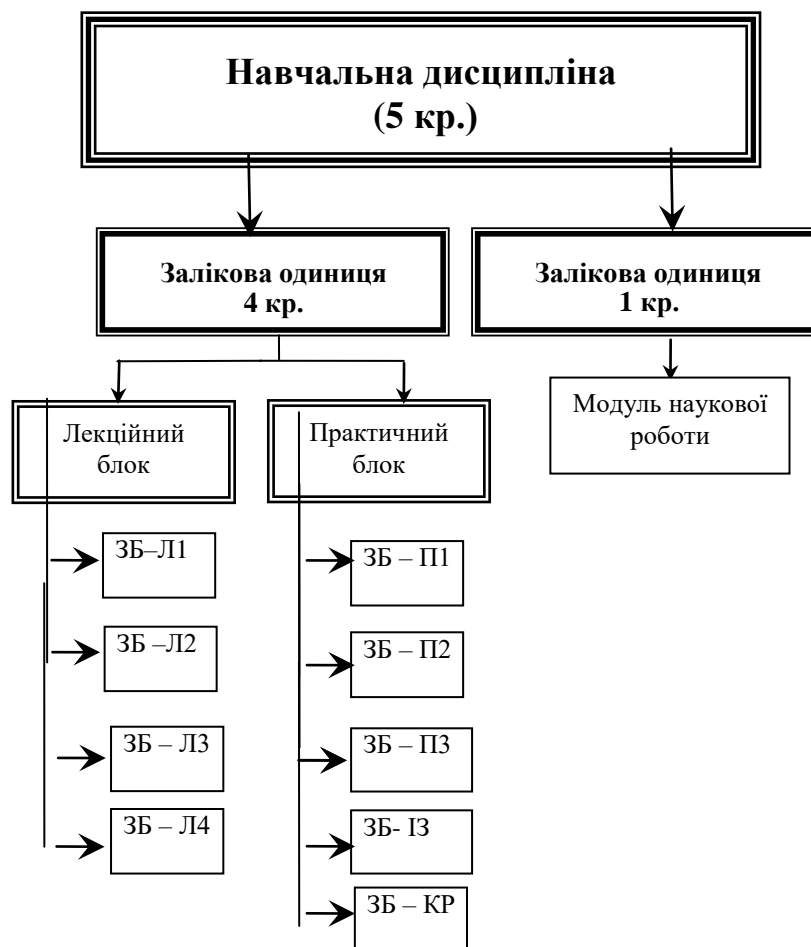 Навчальна дисципліна
(5 кр.)
Залікова одиниця
4 кр.
Залікова одиниця
1 кр.
Лекційний
блок
Практичний
блок
Модуль наукової
роботи
ЗБ–Л1
ЗБ –Л2
ЗБ – Л3
ЗБ – Л4
ЗБ – П1
ЗБ – П2
ЗБ – П3
ЗБ- ІЗ
ЗБ – КР